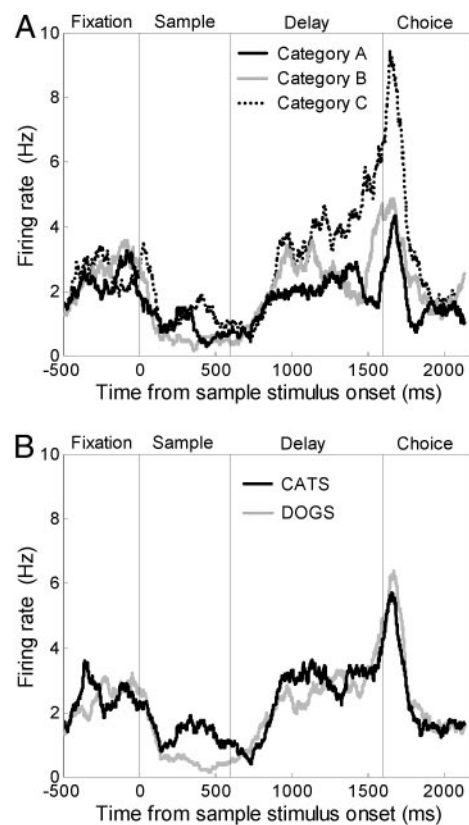 A
Fixation Sample Delay Choice
10
8
6
4
2
0
Firing rate (Hz)
Category A
Category B
Category C
-500 0 500 1000 1500 2000
Time from sample stimulus onset (ms)
B
Fixation Sample Delay Choice
10
8
6
4
2
0
Firing rate (Hz)
CATS
DOGS
-500 0 500 1000 1500 2000
Time from sample stimulus onset (ms)